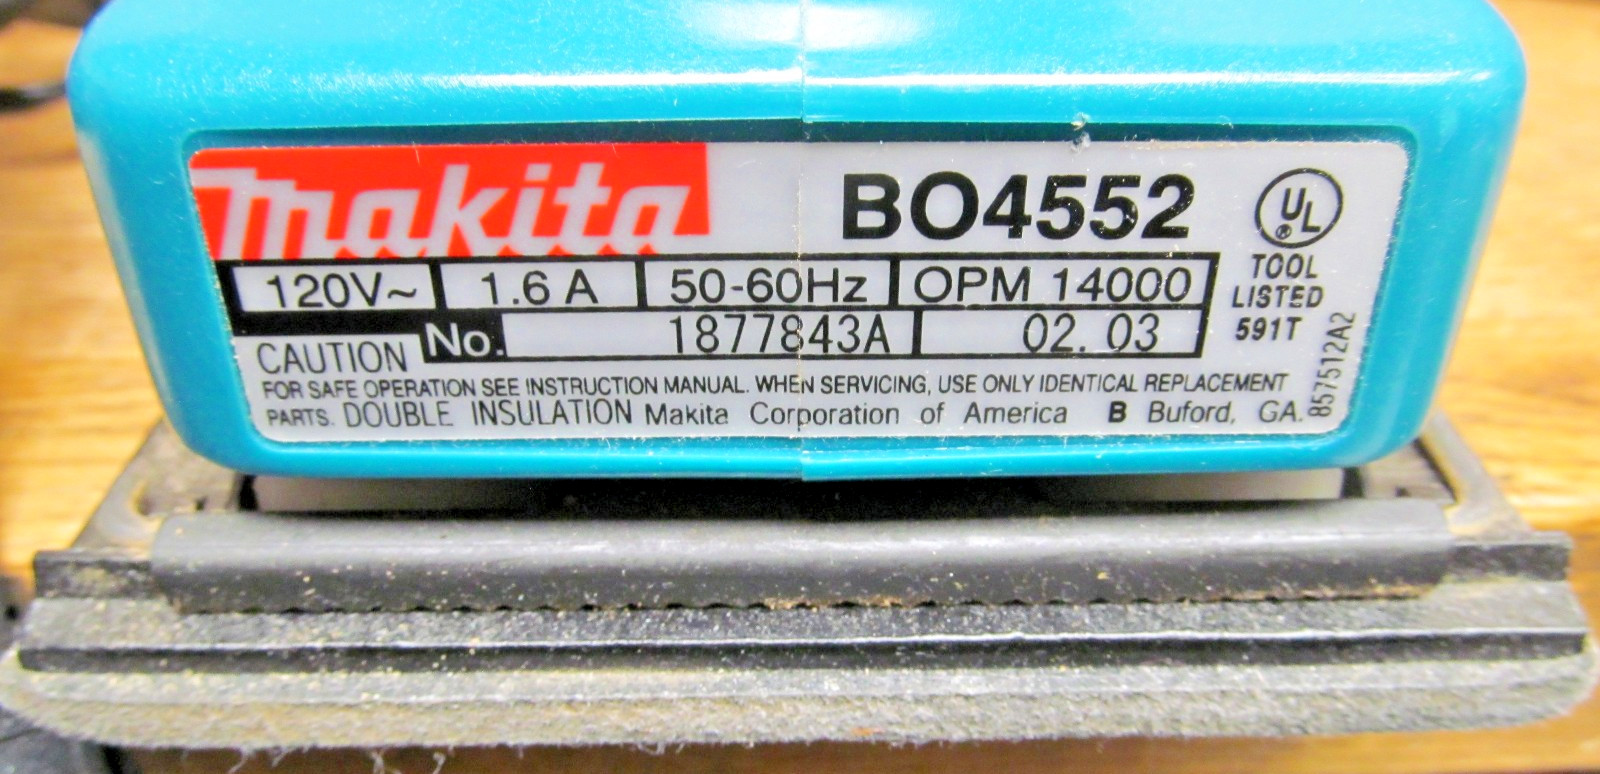 makita BO4552
120V~ 1.6 A 50-60Hz OPM 14000
No. 1877843A 02. 03
CAUTION
FOR SAFE OPERATION SEE INSTRUCTION MANUAL. WHEN SERVICING, USE ONLY IDENTICAL REPLACEMENT
PARTS. DOUBLE INSULATION Makita Corporation of America B Buford, GA.
UL ®
TOOL
LISTED
591T
857512A2